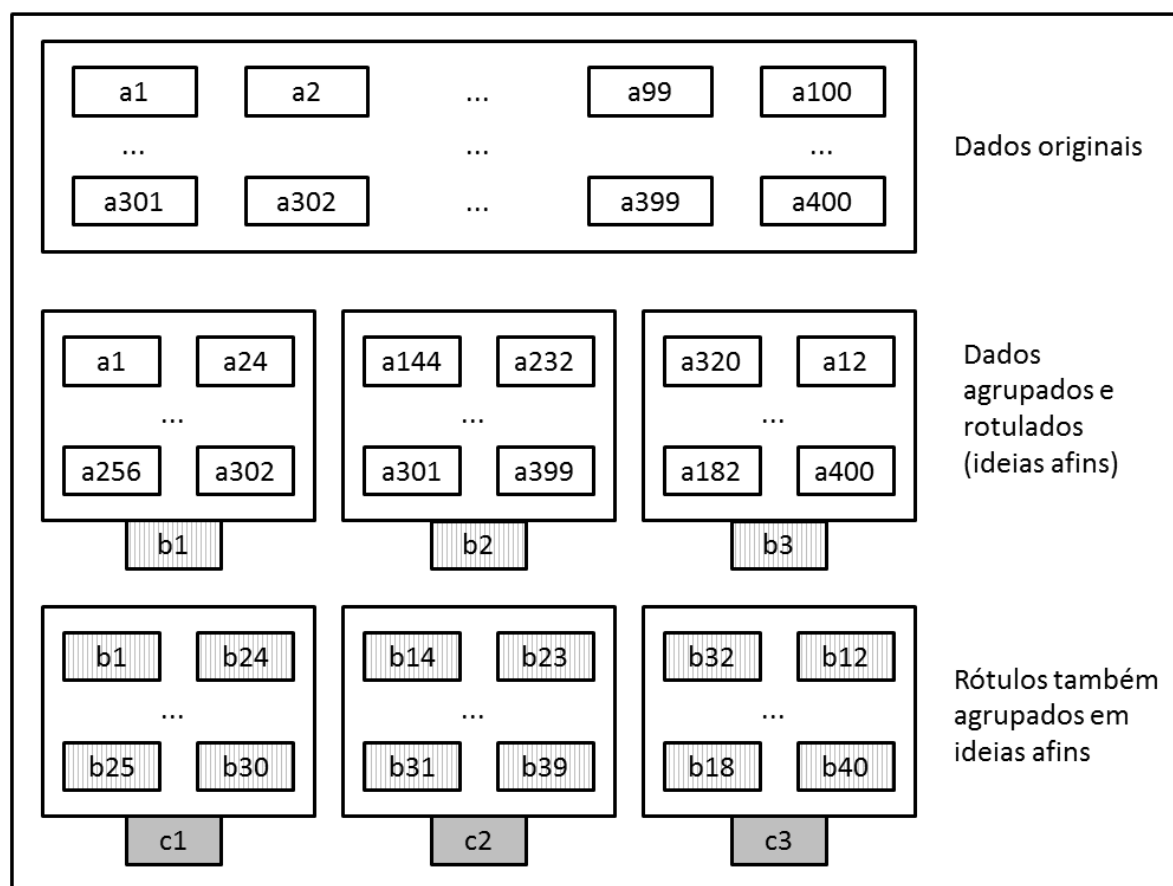 a1 a2 ... a99 a100
... ... ...
a301 a302 ... a399 a400
Dados originais
a1 a24 a144 a232 a320 a12
... ... ...
a256 a302 a301 a399 a182 a400
b1 b2 b3
Dados
agrupados e
rotulados
(ideias afins)
b1 b24 b14 b23 b32 b12
... ... ...
b25 b30 b31 b39 b18 b40
c1 c2 c3
Rótulos também
agrupados em
ideias afins